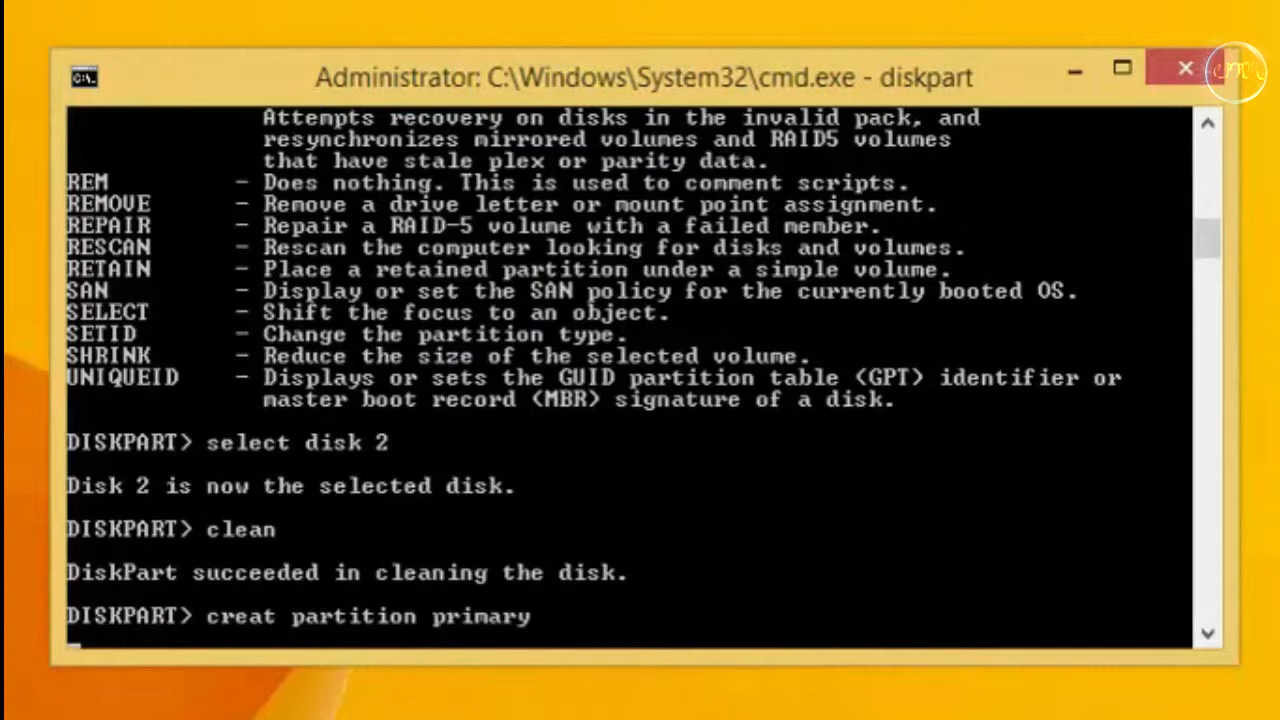 Administrator: C:\Windows\System32\cmd.exe - diskpart
Attempts recovery on disks in the invalid pack, and
resynchronizes mirrored volumes and RAID5 volumes
that have stale plex or parity data.
REM - Does nothing. This is used to comment scripts.
REMOVE - Remove a drive letter or mount point assignment.
REPAIR - Repair a RAID-5 volume with a failed member.
RESCAN - Rescan the computer looking for disks and volumes.
RETAIN - Place a retained partition under a simple volume.
SAN - Display or set the SAN policy for the currently booted OS.
SELECT - Shift the focus to an object.
SETID - Change the partition type.
SHRINK - Reduce the size of the selected volume.
UNIQUEID - Displays or sets the GUID partition table (GPT) identifier or
master boot record (MBR) signature of a disk.
DISKPART> select disk 2
Disk 2 is now the selected disk.
DISKPART> clean
DiskPart succeeded in cleaning the disk.
DISKPART> creat partition primary